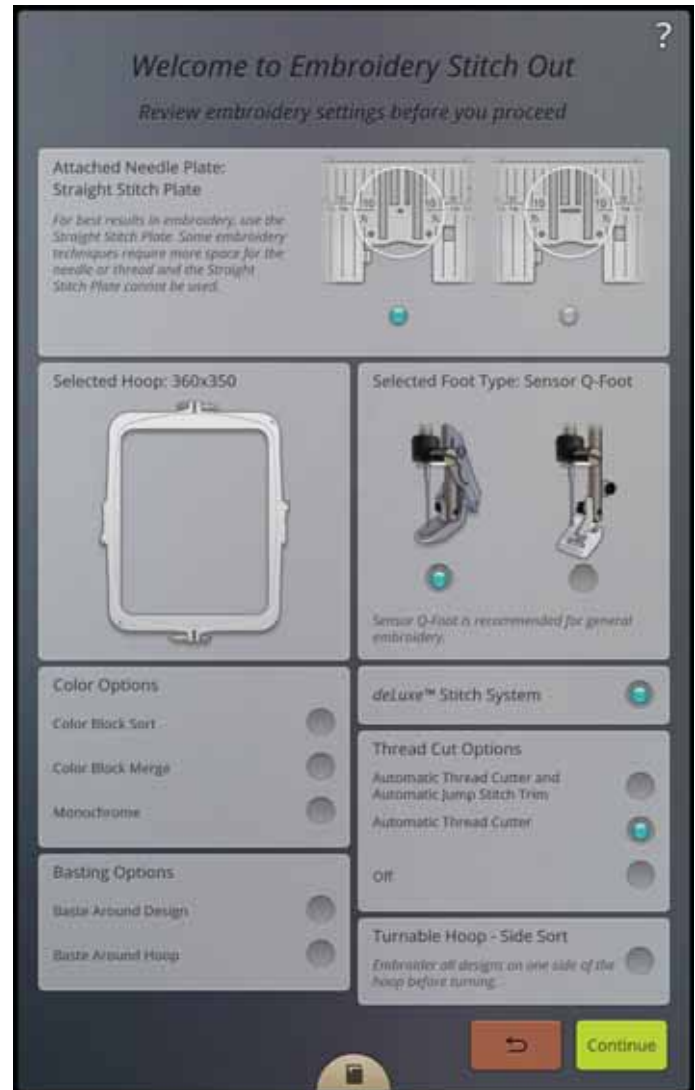 ?
Welcome to Embroidery Stitch Out
Review embroidery settings before you proceed
Attached Needle Plate:
Straight Stitch Plate
For best results in embroidery, use the
Straight Stitch Plate. Some embroidery
techniques require more space for the
needle or thread and the Straight
Stitch Plate cannot be used.
10 10
10 10
Selected Hoop: 360x350
Selected Foot Type: Sensor Q-Foot
Sensor Q-Foot is recommended for general
embroidery.
Color Options
Color Block Sort
Color Block Merge
Monochrome
deLuxe™ Stitch System
Thread Cut Options
Automatic Thread Cutter and
Automatic Jump Stitch Trim
Automatic Thread Cutter
Off
Basting Options
Baste Around Design
Baste Around Hoop
Turnable Hoop - Side Sort
Embroider all designs on one side of the
hoop before turning.
Continue